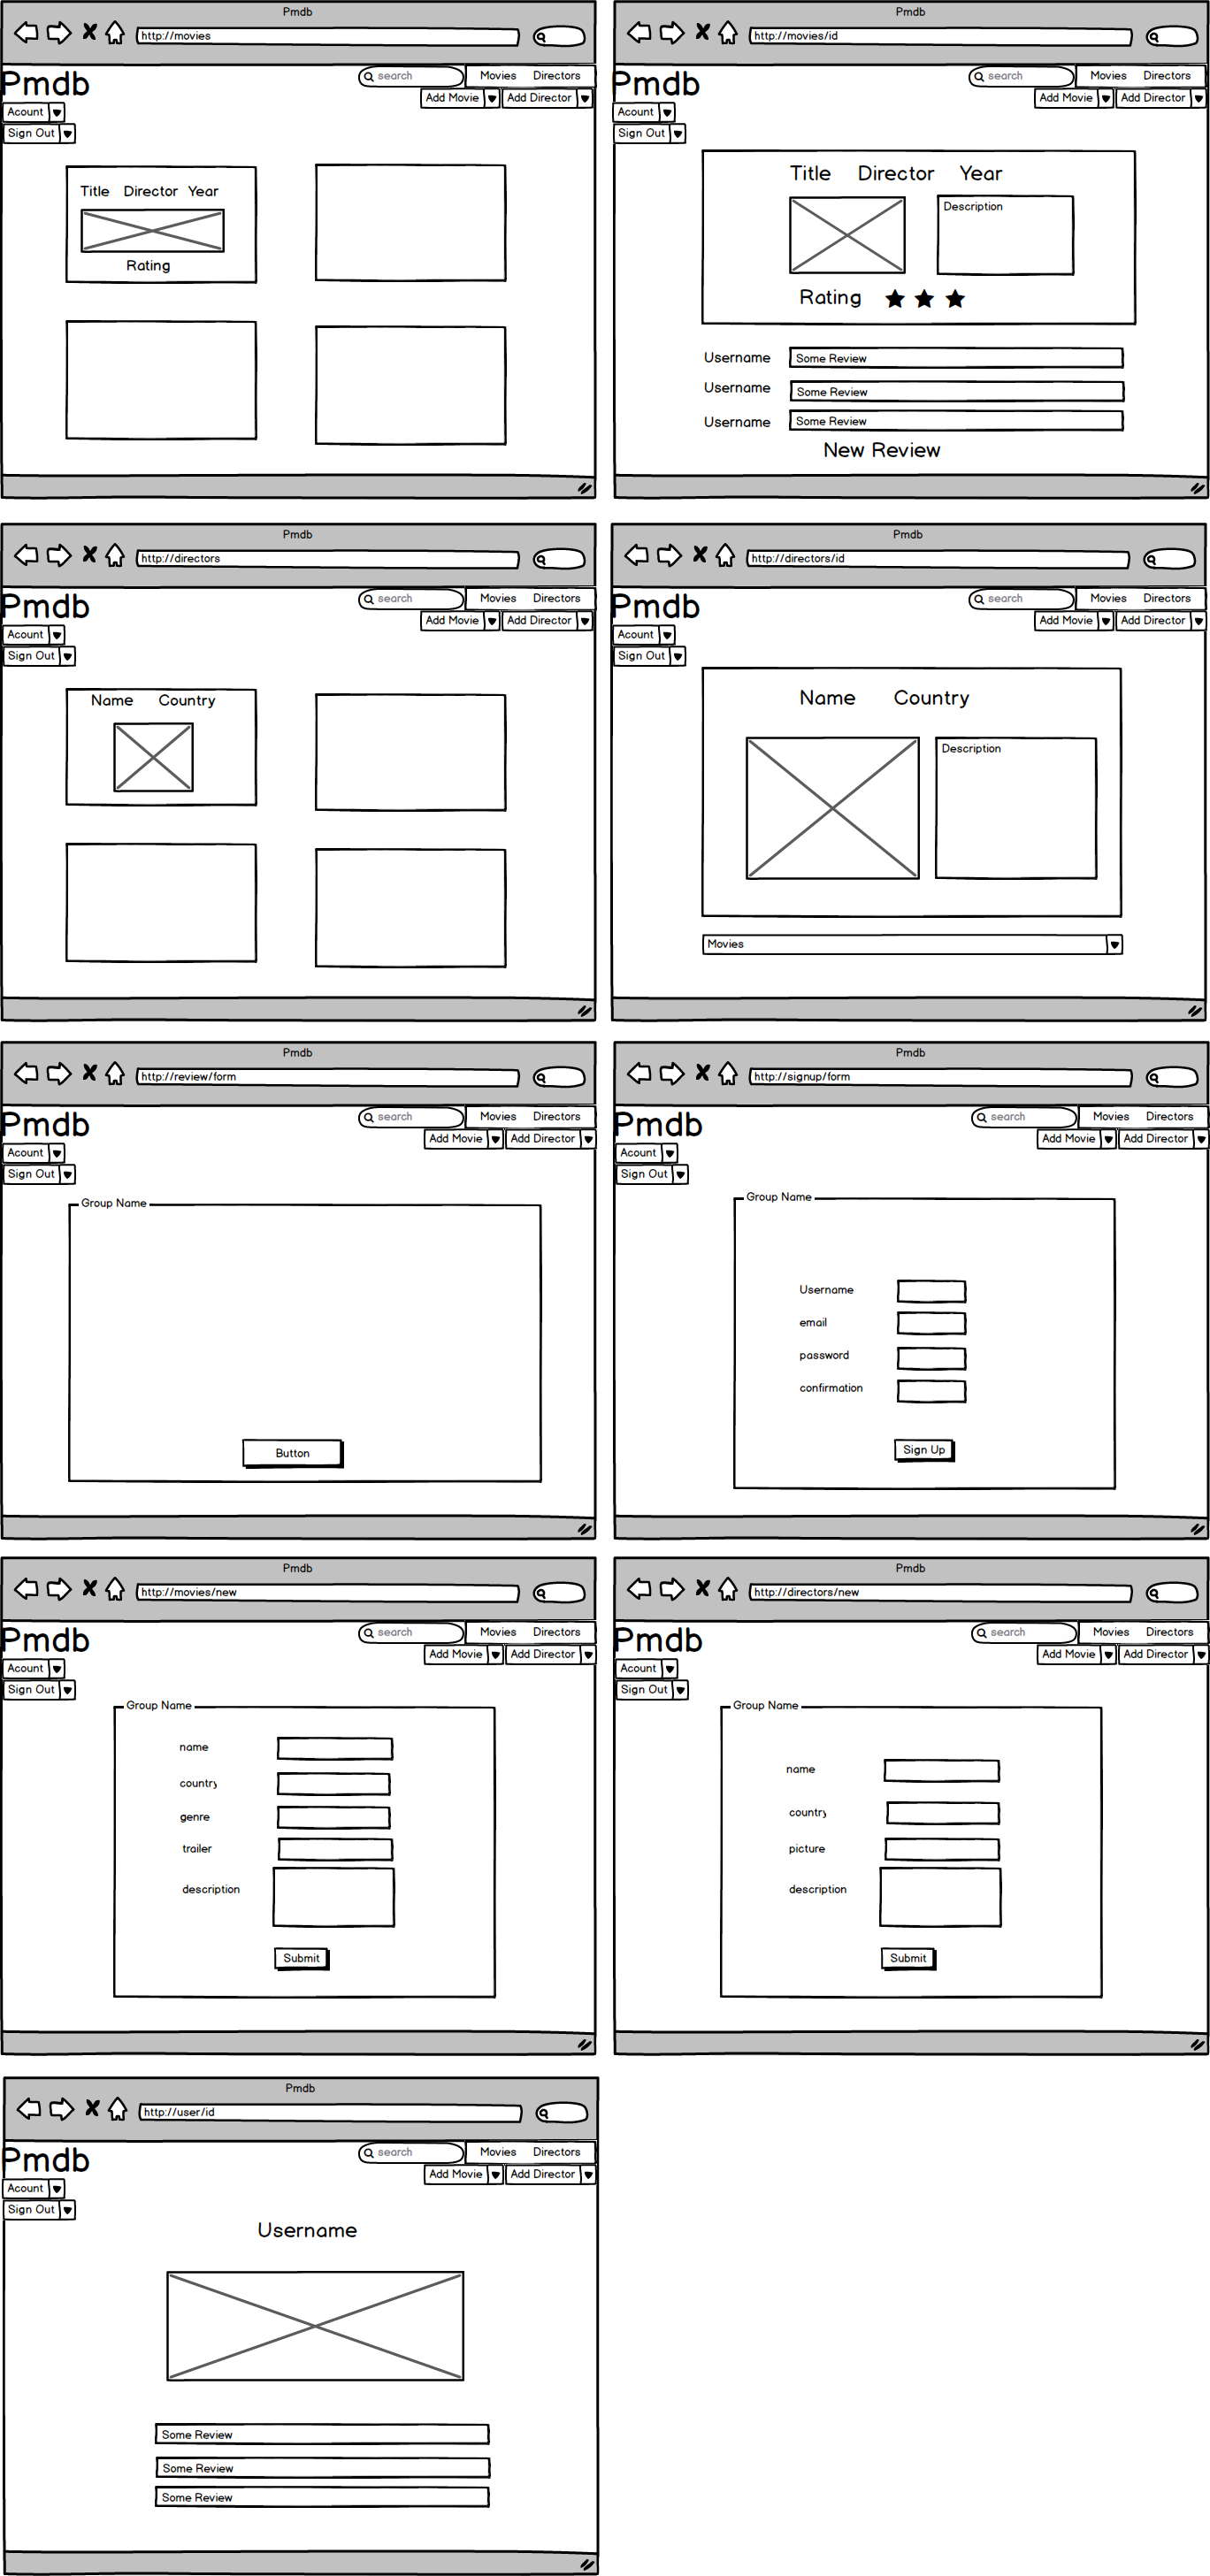 Pmdb
http://movies
Pmdb
search Movies Directors
Add Movie Add Director
Acount
Sign Out
Title Director Year
Rating
Pmdb
http://movies/id
Pmdb
search Movies Directors
Add Movie Add Director
Acount
Sign Out
Title Director Year
Description
Rating
Username Some Review
Username Some Review
Username Some Review
New Review
Pmdb
http://directors
Pmdb
search Movies Directors
Add Movie Add Director
Acount
Sign Out
Name Country
Pmdb
http://directors/id
Pmdb
search Movies Directors
Add Movie Add Director
Acount
Sign Out
Name Country
Description
Movies
Pmdb
http://review/form
Pmdb
search Movies Directors
Add Movie Add Director
Acount
Sign Out
Group Name
Button
Pmdb
http://signup/form
Pmdb
search Movies Directors
Add Movie Add Director
Acount
Sign Out
Group Name
Username
email
password
confirmation
Sign Up
Pmdb
http://movies/new
Pmdb
search Movies Directors
Add Movie Add Director
Acount
Sign Out
Group Name
name
country
genre
trailer
description
Submit
Pmdb
http://directors/new
Pmdb
search Movies Directors
Add Movie Add Director
Acount
Sign Out
Group Name
name
country
picture
description
Submit
Pmdb
http://user/id
Pmdb
search Movies Directors
Add Movie Add Director
Acount
Sign Out
Username
Some Review
Some Review
Some Review